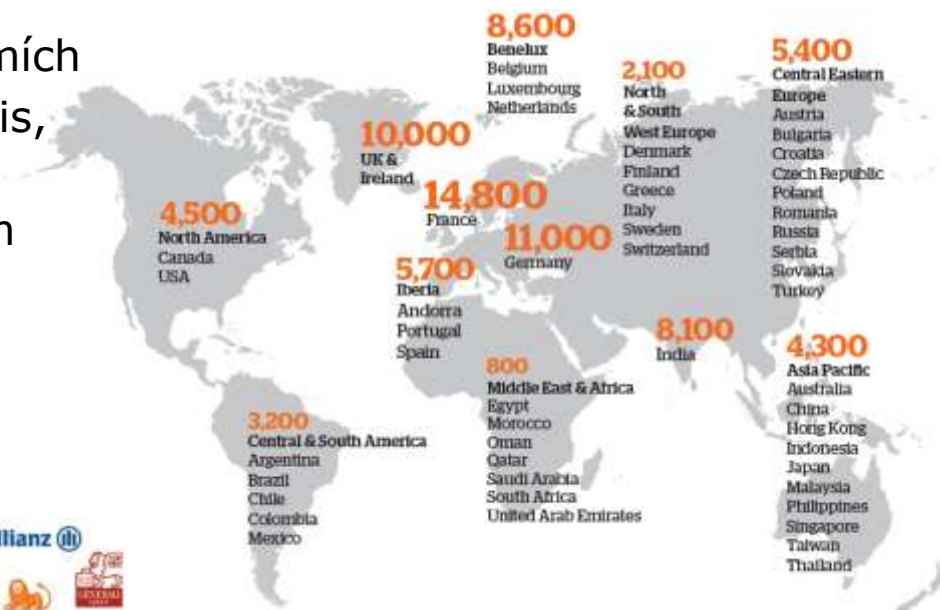 mích
is,
n
8,600
Benelux
Belgium
Luxembourg
Netherlands
2,100
North
& South
West Europe
Denmark
Finland
Greece
Italy
Sweden
Switzerland
5,400
Central Eastern
Europe
Austria
Bulgaria
Croatia
Czech Republic
Poland
Romania
Russia
Serbia
Slovakia
Turkey
10,000
UK &
Ireland
14,800
France
11,000
Germany
4,500
North America
Canada
USA
5,700
Iberia
Andorra
Portugal
Spain
8,100
India
4,300
Asia Pacific
Australia
China
Hong Kong
Indonesia
Japan
Malaysia
Philippines
Singapore
Taiwan
Thailand
800
Middle East & Africa
Egypt
Morocco
Oman
Qatar
Saudi Arabia
South Africa
United Arab Emirates
3,200
Central & South America
Argentina
Brazil
Chile
Colombia
Mexico
llianz
GENERALI